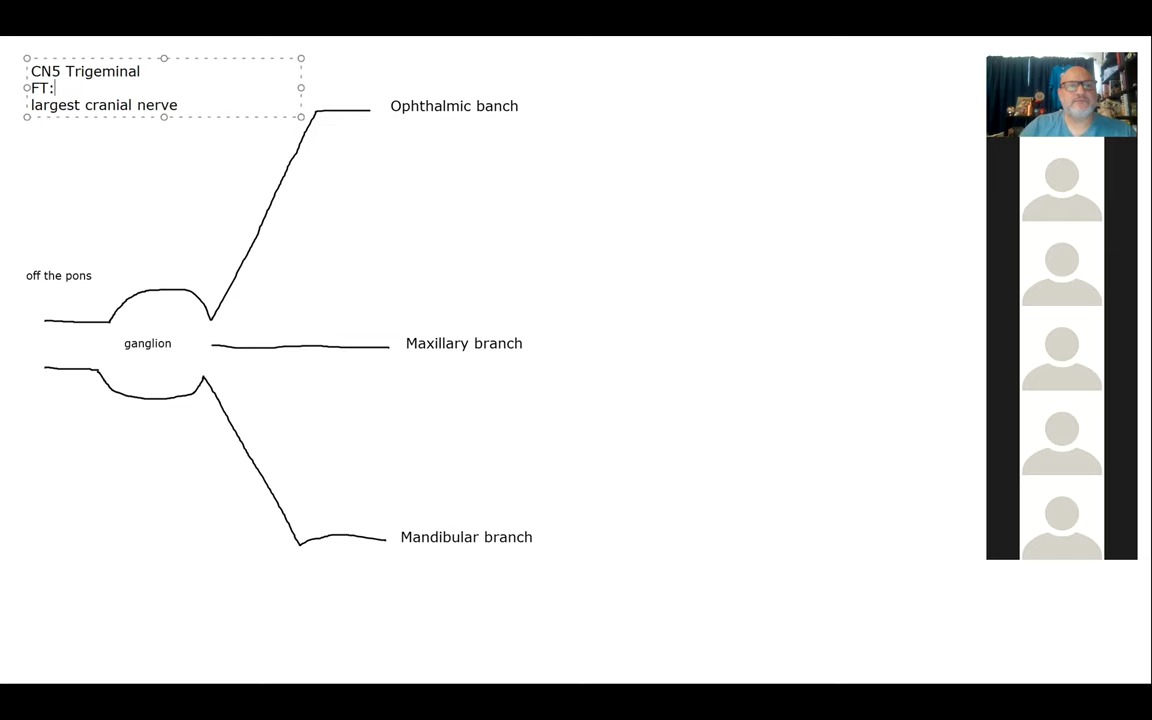 CN5 Trigeminal
FT:
largest cranial nerve
Ophthalmic banch
off the pons
ganglion
Maxillary branch
Mandibular branch